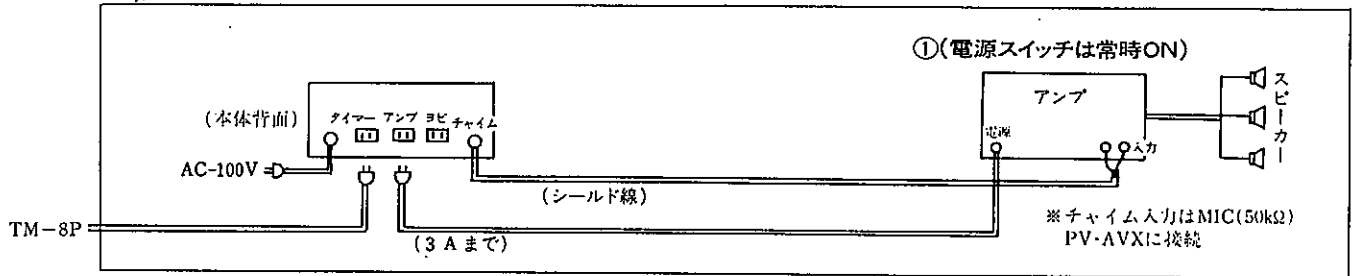 ①(電源スイッチは常時ON)
(本体背面)
タイマー アンプ ヨビ チャイム
アンプ
電源
入力
スピーカー
AC-100V
(シールド線)
TM-8P
(3Aまで)
※チャイム入力はMIC(50kΩ)
PV・AVXに接続